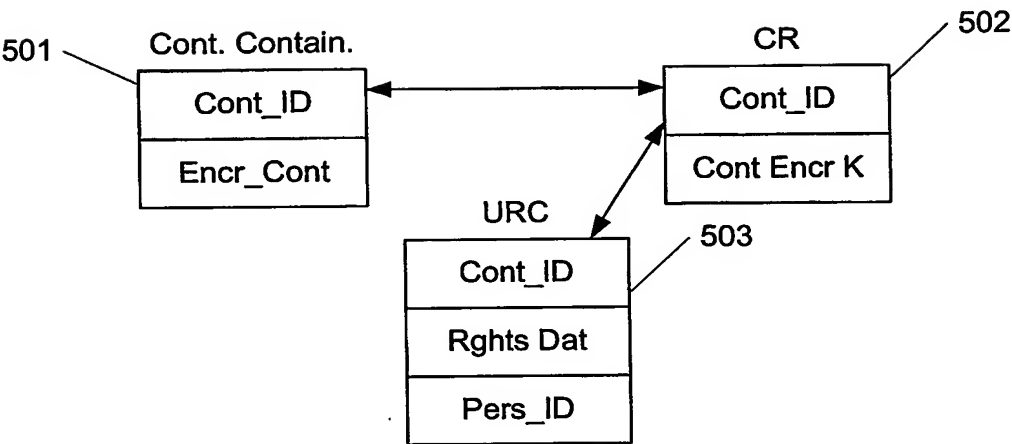 501
Cont. Contain.
Cont_ID
Encr_Cont
CR
502
Cont_ID
Cont Encr K
URC
503
Cont_ID
Rghts Dat
Pers_ID